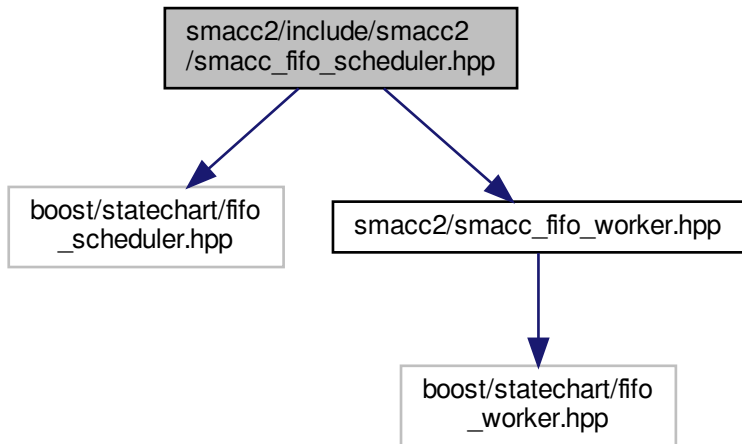 smacc2/include/smacc2
/smacc_fifo_scheduler.hpp
boost/statechart/fifo
_scheduler.hpp
smacc2/smacc_fifo_worker.hpp
boost/statechart/fifo
_worker.hpp